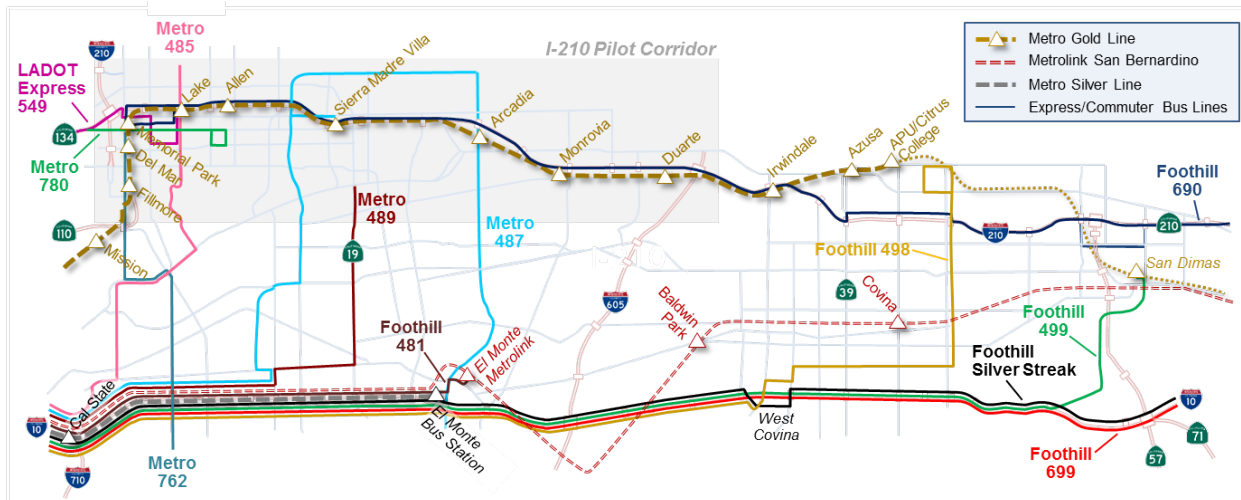 Metro
485
I-210 Pilot Corridor
INTERSTATE
210
LADOT
Express
549
134
Metro
780
Lake
Allen
Sierra Madre Villa
Arcadia
Memorial Park
Del Mar
Frilmore
Mission
110
Monrovia
Duarte
Irwindale
Azusa
APU/Citrus
College
Metro Gold Line
Metrolink San Bernardino
Metro Silver Line
Express/Commuter Bus Lines
Foothill
690
210
210
Metro
489
19
Metro
487
Foothill 498
San Dimas
39
605
Baldwin
Park
Covina
Foothill
481
El Monte
Metrolink
Foothill
499
Foothill
Silver Streak
Cal State
El Monte
Bus Station
West
Covina
10
10
710
Metro
762
Foothill
699
57
71